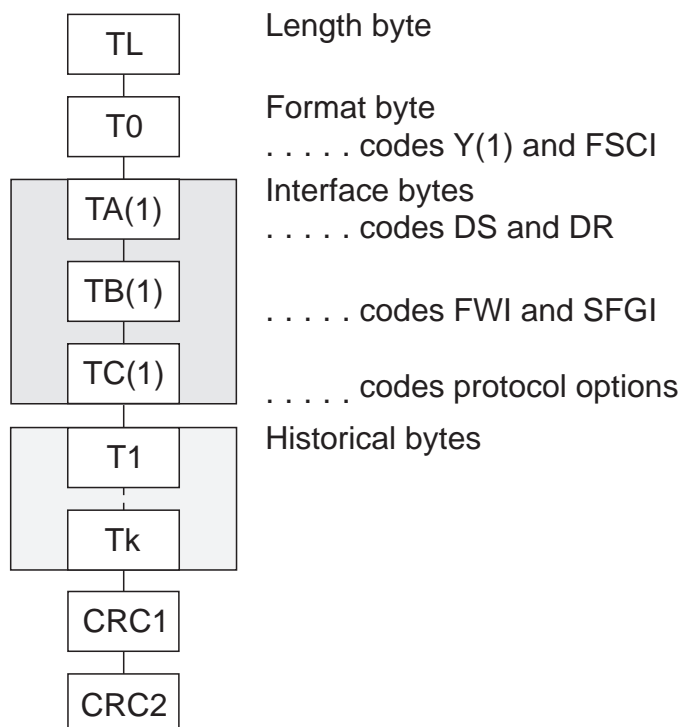 TL Length byte
T0 Format byte
. . . . . codes Y(1) and FSCI
Interface bytes
TA(1) . . . . . codes DS and DR
TB(1) . . . . . codes FWI and SFGI
TC(1) . . . . . codes protocol options
T1 Historical bytes
Tk
CRC1
CRC2